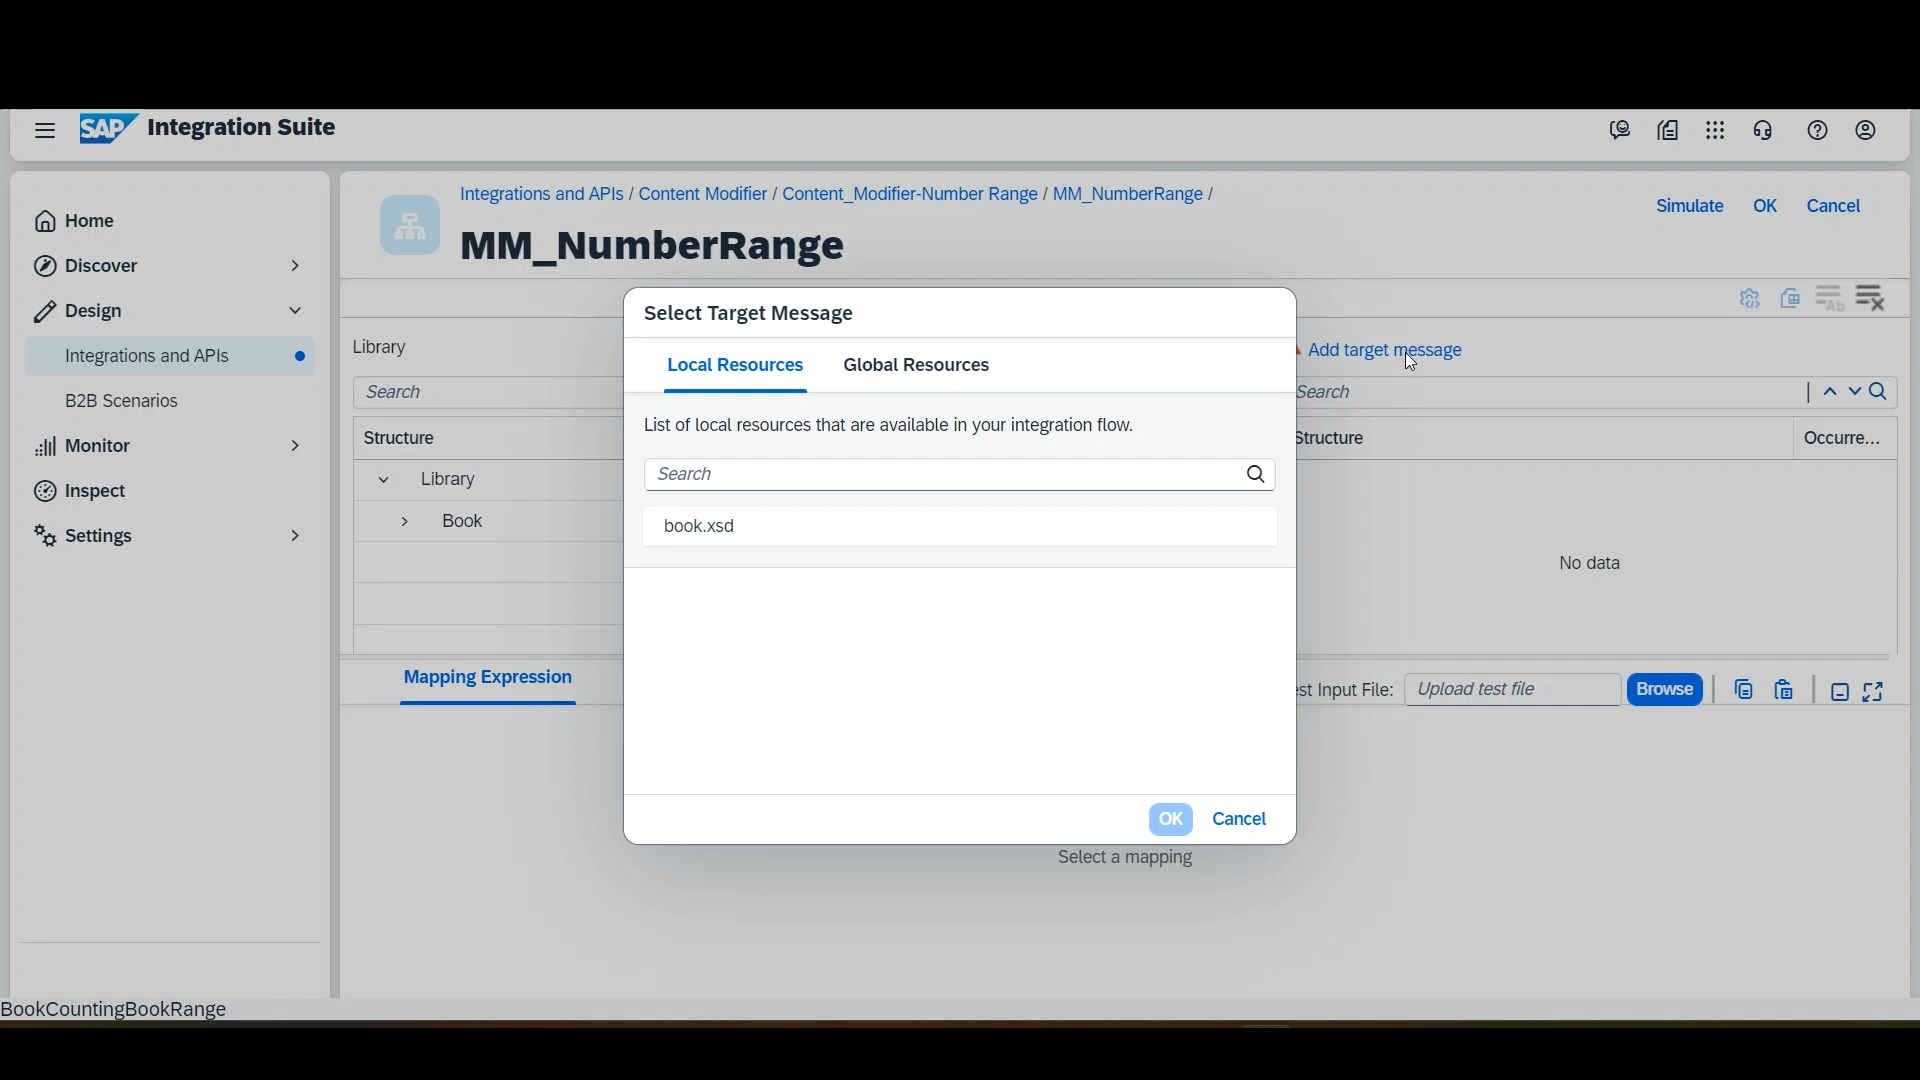 SAP Integration Suite
Home
Discover
Design
Integrations and APIs
B2B Scenarios
Monitor
Inspect
Settings
Integrations and APIs / Content Modifier / Content_Modifier-Number Range / MM_NumberRange /
MM_NumberRange
Simulate OK Cancel
Library
Search
Structure
Library
Book
Mapping Expression
Select Target Message
Local Resources Global Resources
List of local resources that are available in your integration flow.
Search
book.xsd
OK Cancel
Add target message
Search
Structure Occurre...
No data
est Input File: Upload test file Browse
Select a mapping
BookCountingBookRange